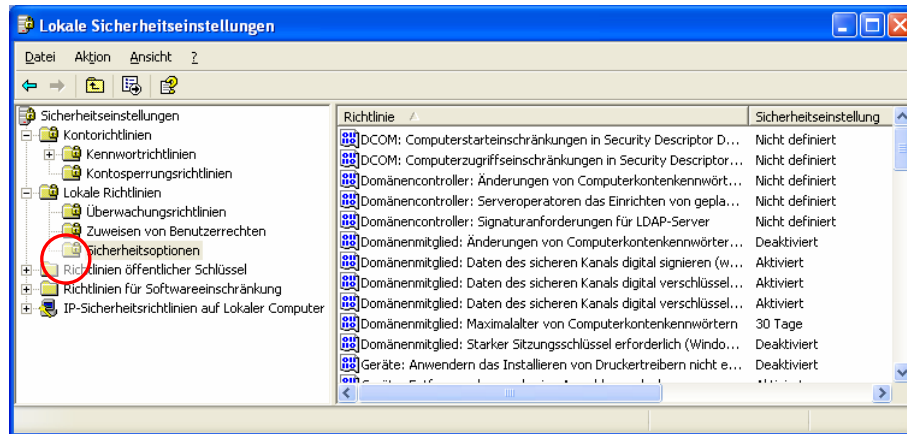 Lokale Sicherheitseinstellungen
Datei Aktion Ansicht ?
Sicherheitseinstellungen
Kontorichtlinien
Kennwortrichtlinien
Kontosperrungsrichtlinien
Lokale Richtlinien
Überwachungsrichtlinien
Zuweisen von Benutzerrechten
Sicherheitsoptionen
Richtlinien öffentlicher Schlüssel
Richtlinien für Softwareeinschränkung
IP-Sicherheitsrichtlinien auf Lokaler Computer
Richtlinie Sicherheitseinstellung
DCOM: Computerstarteinschränkungen in Security Descriptor D... Nicht definiert
DCOM: Computerzugriffseinschränkungen in Security Descriptor... Nicht definiert
Domänencontroller: Änderungen von Computerkontenkennwört... Nicht definiert
Domänencontroller: Serveroperatoren das Einrichten von gepla... Nicht definiert
Domänencontroller: Signaturanforderungen für LDAP-Server Nicht definiert
Domänenmitglied: Änderungen von Computerkontenkennwörter... Deaktiviert
Domänenmitglied: Daten des sicheren Kanals digital signieren (w... Aktiviert
Domänenmitglied: Daten des sicheren Kanals digital verschlüssel... Aktiviert
Domänenmitglied: Daten des sicheren Kanals digital verschlüssel... Aktiviert
Domänenmitglied: Maximalalter von Computerkontenkennwörtern 30 Tage
Domänenmitglied: Starker Sitzungsschlüssel erforderlich (Windo... Deaktiviert
Geräte: Anwendern das Installieren von Druckertreibern nicht e... Deaktiviert